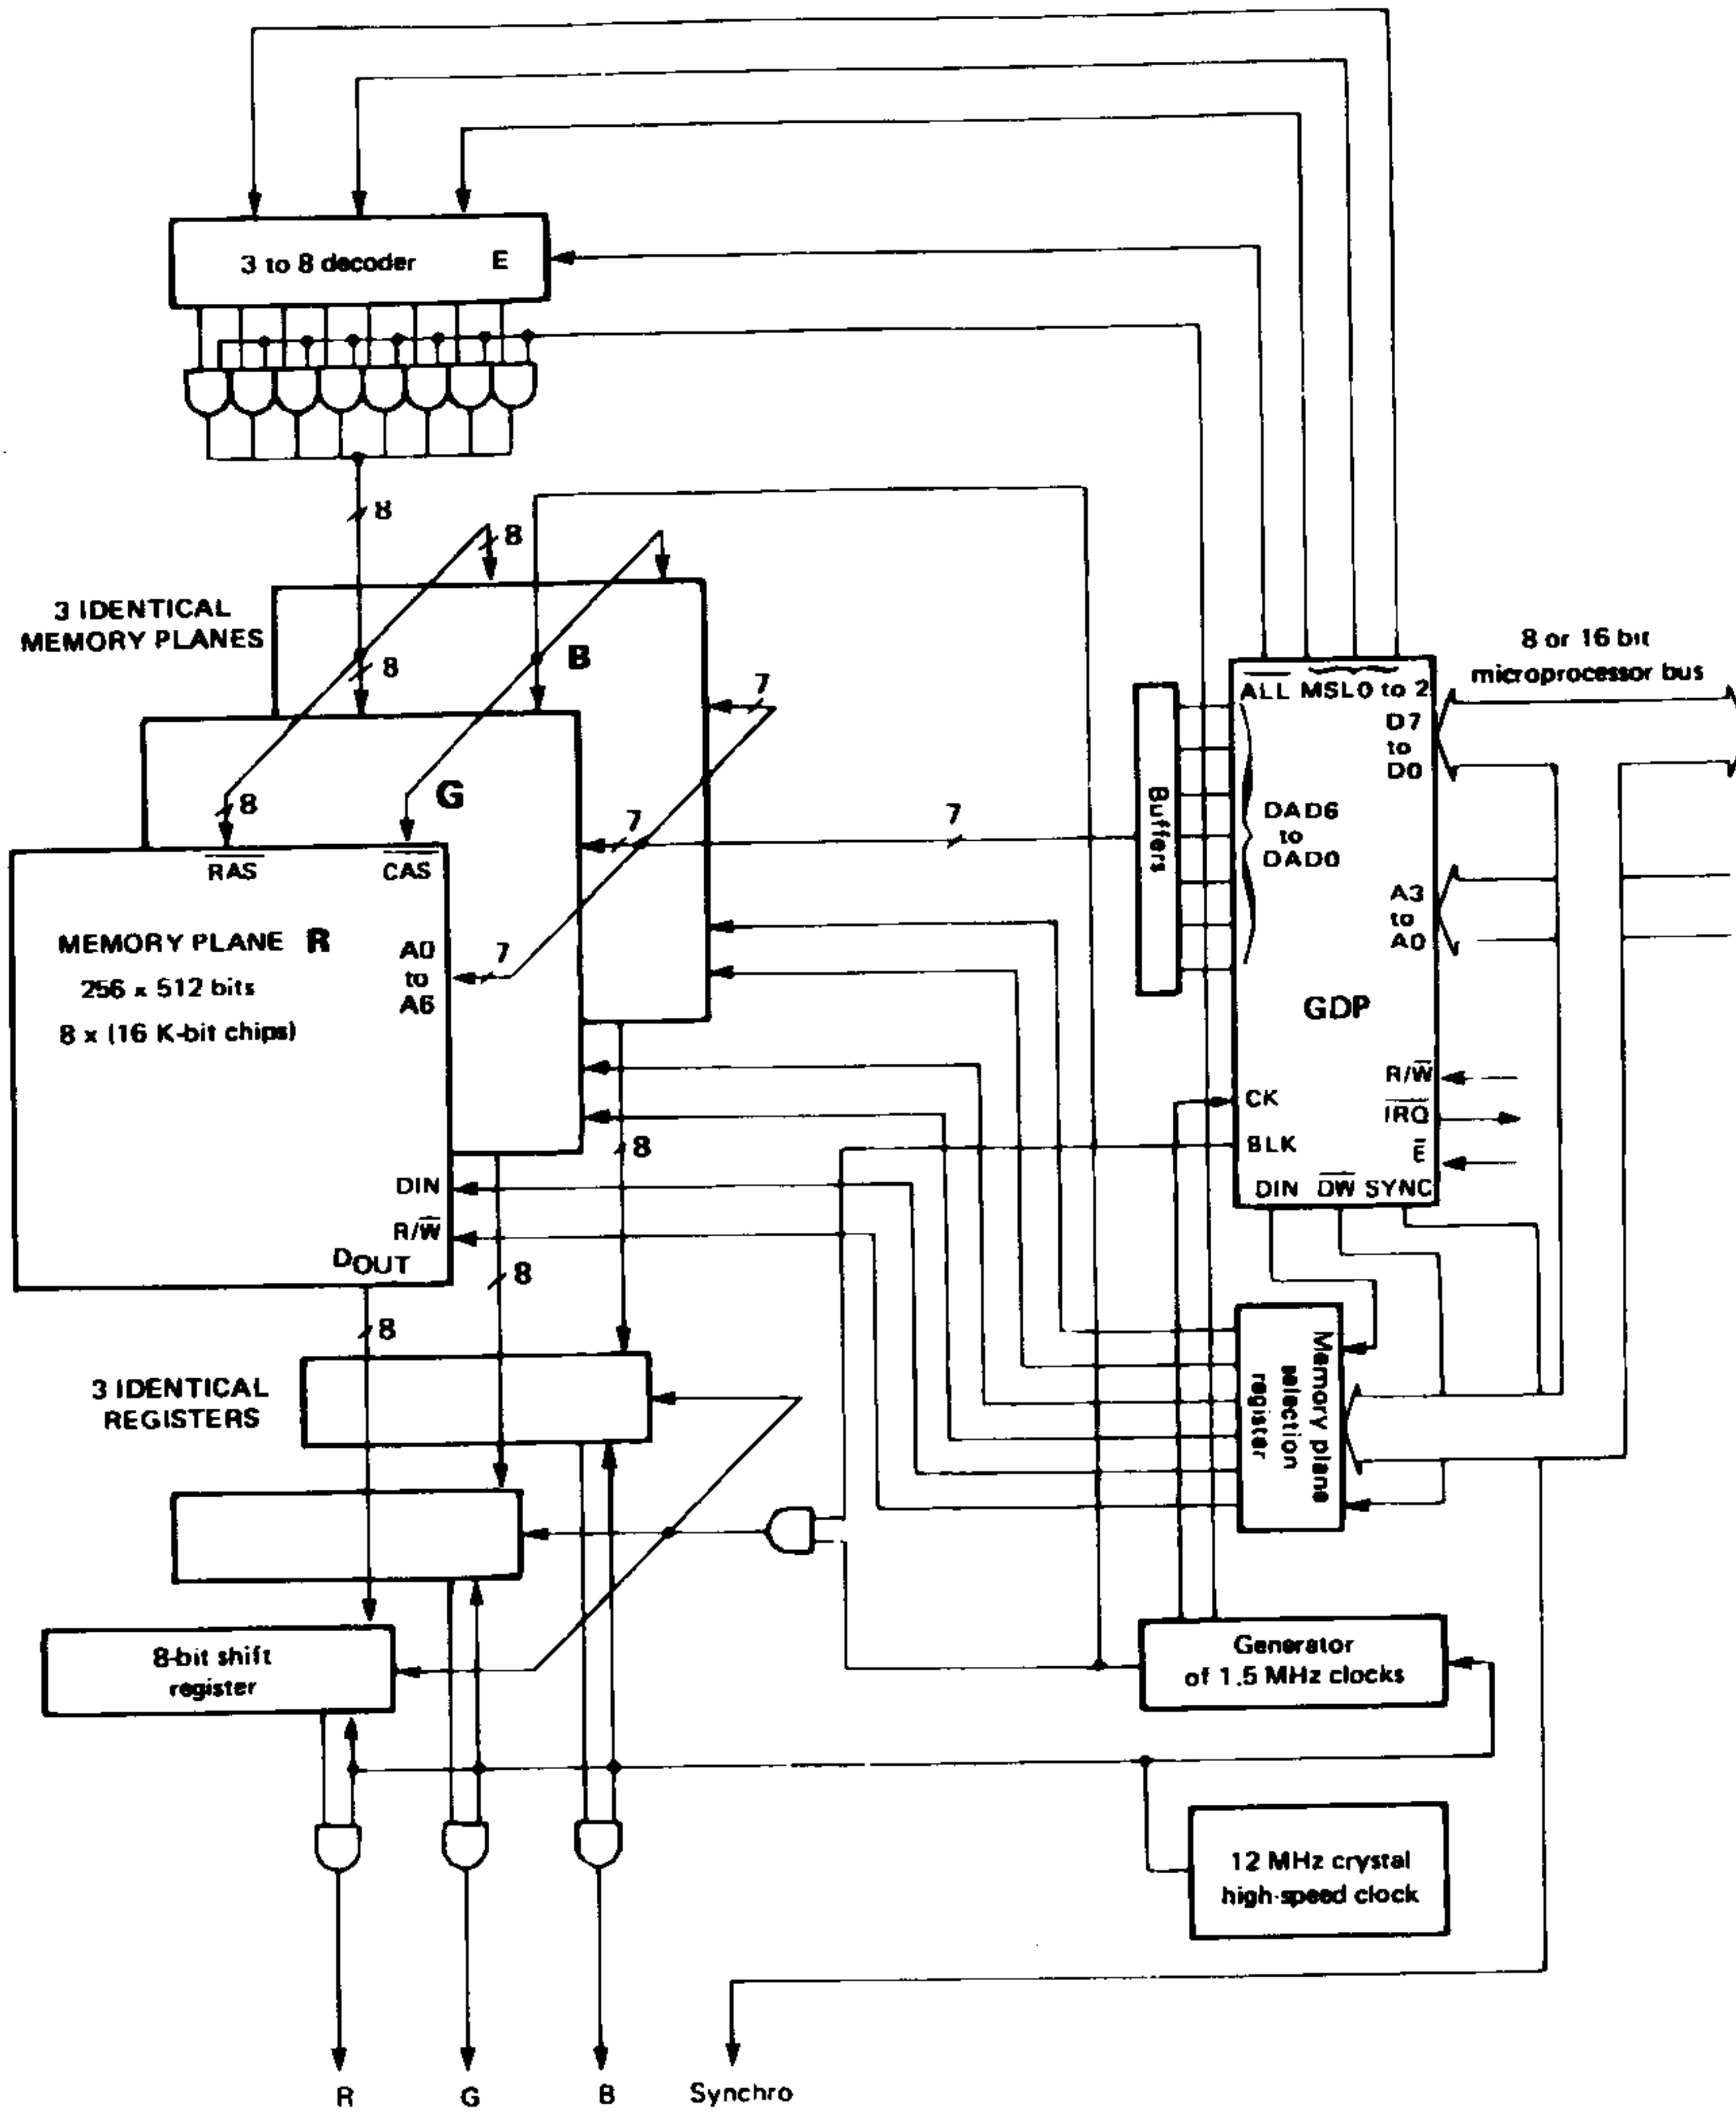 3 to 8 decoder E
8
8
3 IDENTICAL
MEMORY PLANES
8
B
7
8
G
7
7
RAS CAS
MEMORY PLANE R
256 x 512 bits
8 x (16 K-bit chips)
A0
to
A6
7
DIN
R/W
DOUT
8
8
8
Buffers
ALL MSL0 to 2
D7
to
D0
DAD6
to
DAD0
A3
to
A0
GDP
R/W
IRQ
E
CK
BLK
DIN DW SYNC
8 or 16 bit
microprocessor bus
Memory plane
selection
register
3 IDENTICAL
REGISTERS
8-bit shift
register
Generator
of 1.5 MHz clocks
12 MHz crystal
high-speed clock
R G B Synchro